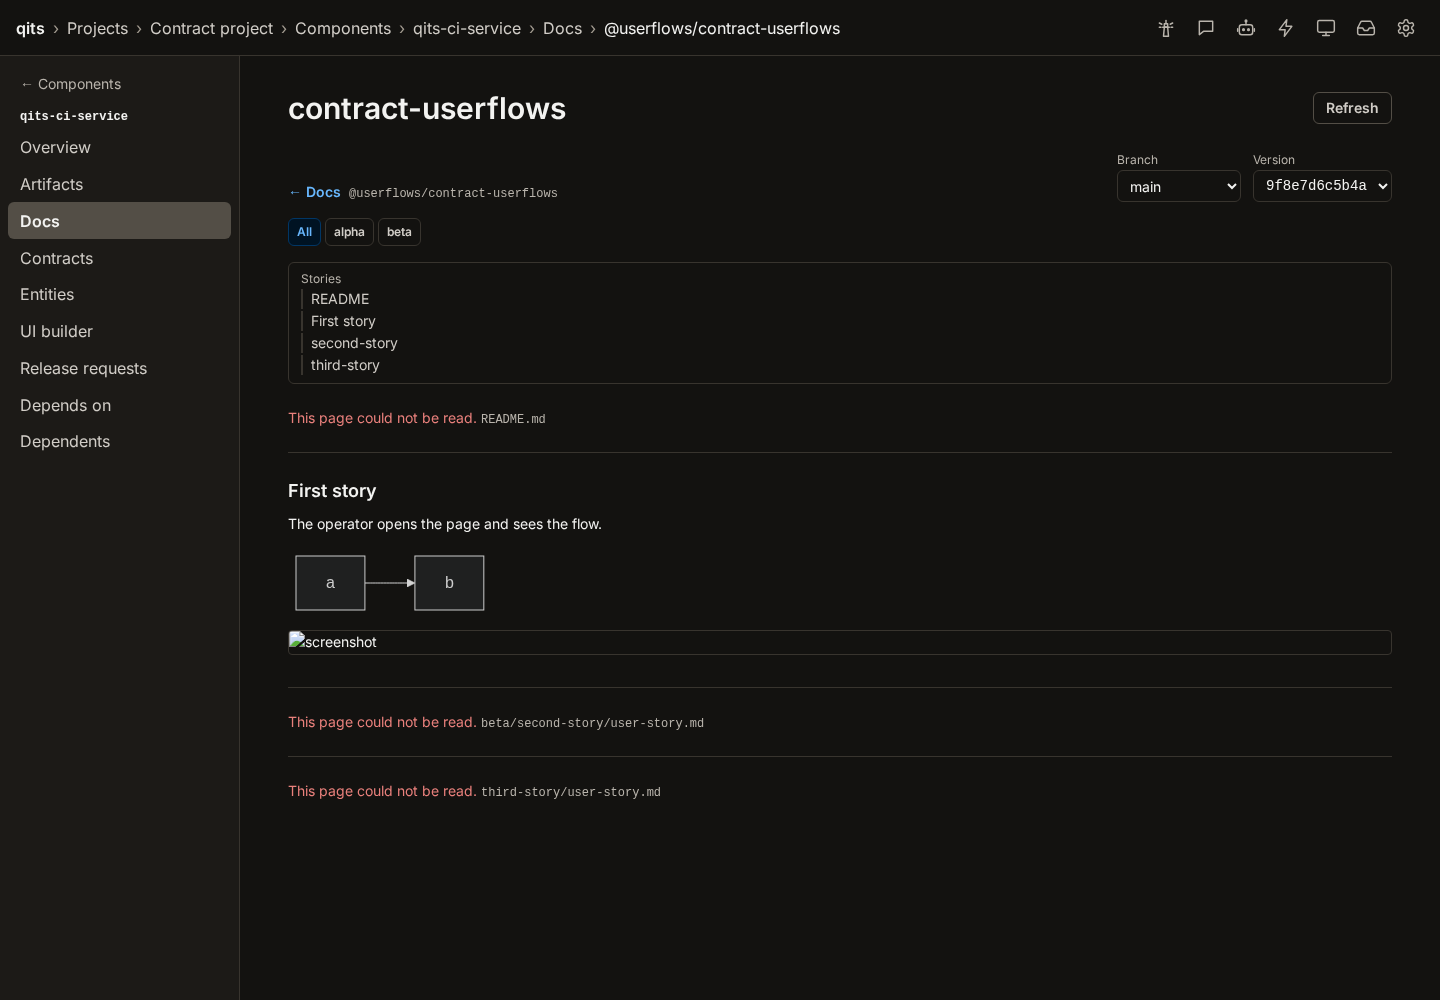 qits › Projects › Contract project › Components › qits-ci-service › Docs › @userflows/contract-userflows
← Components
qits-ci-service
Overview
Artifacts
Docs
Contracts
Entities
UI builder
Release requests
Depends on
Dependents
contract-userflows
Refresh
Branch
Version
← Docs @userflows/contract-userflows
main
9f8e7d6c5b4a
All
alpha
beta
Stories
README
First story
second-story
third-story
This page could not be read. README.md
First story
The operator opens the page and sees the flow.
a
b
screenshot
This page could not be read. beta/second-story/user-story.md
This page could not be read. third-story/user-story.md